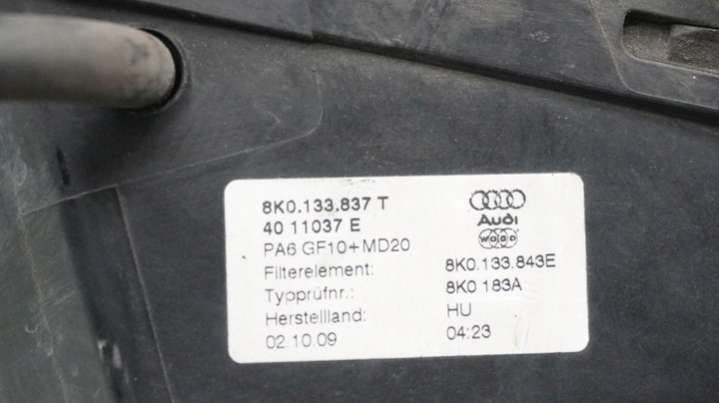 8K0.133.837 T
40 11037 E
Audi
PA6 GF10+MD20
Filterelement: 8K0.133.843E
Typprüfnr.: 8K0 183A
Herstellland: HU
02.10.09 04:23